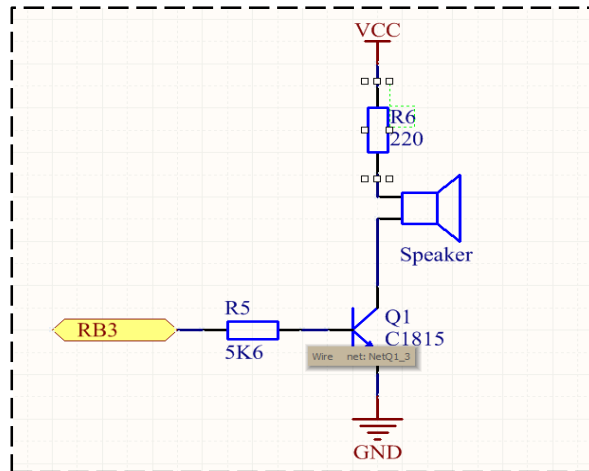 VCC
R6
220
Speaker
R5
Q1
RB3
5K6
C1815
Wire net: NetQ1_3
GND